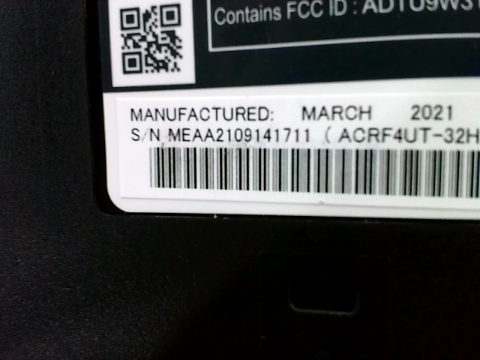 Contains FCC ID :
MANUFACTURED: MARCH 2021
S/N MEAA2109141711 ( ACRF4UT-32H